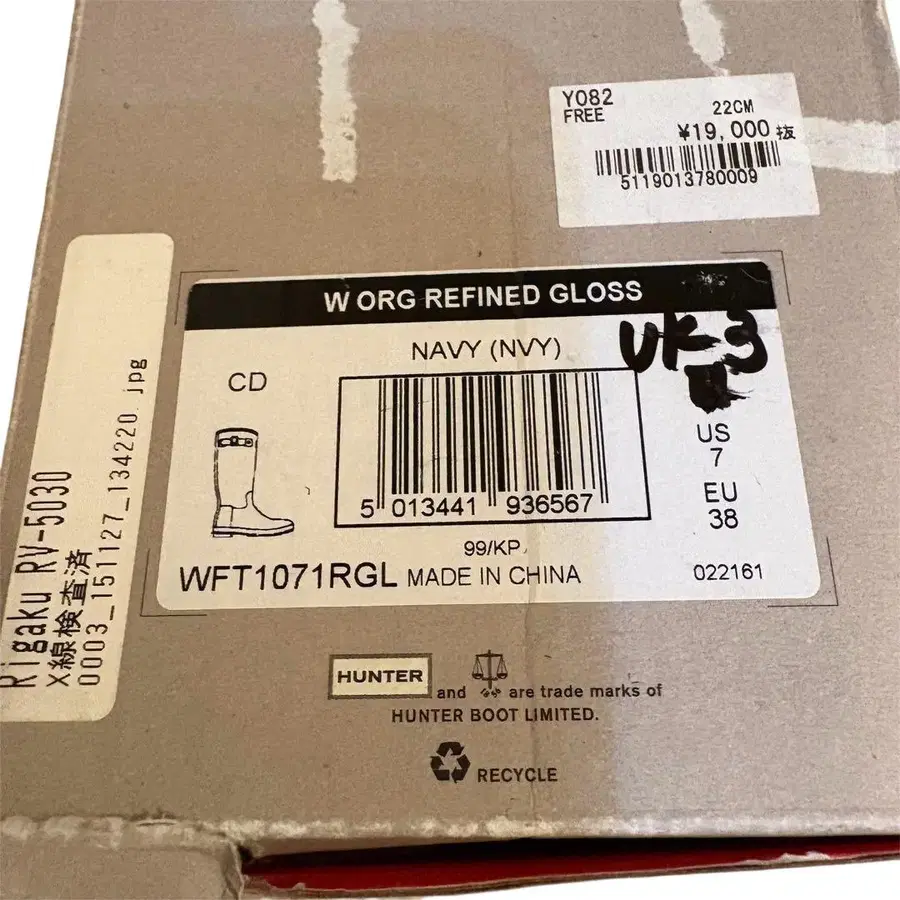 Y082
FREE
22CM
¥19,000 抜
5119013780009
W ORG REFINED GLOSS
NAVY (NVY)
UK 3
CD
US
7
EU
38
5 013441 936567
99/KP
WFT1071RGL MADE IN CHINA
022161
Rigaku RV-5030
X線検査済
0003_151127_134220 jpg
HUNTER and are trade marks of
HUNTER BOOT LIMITED.
RECYCLE